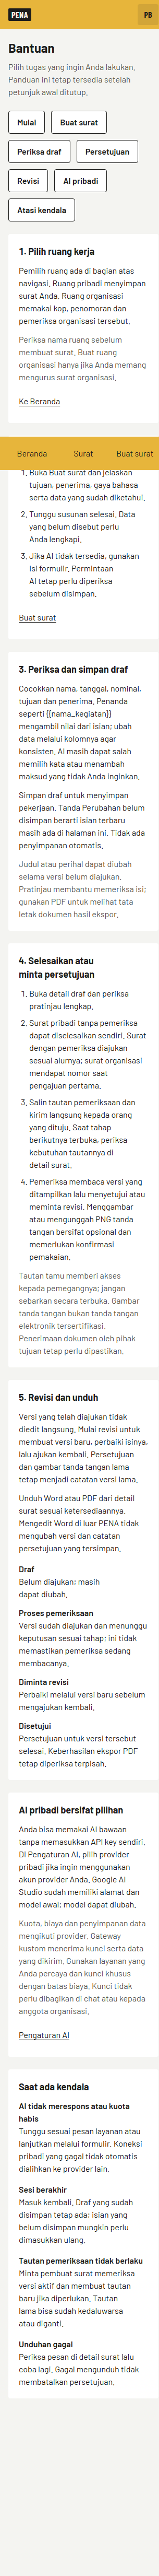 PENA
PB
Bantuan
Pilih tugas yang ingin Anda lakukan.
Panduan ini tetap tersedia setelah
petunjuk awal ditutup.
Mulai
Buat surat
Periksa draf
Persetujuan
Revisi
AI pribadi
Atasi kendala
1. Pilih ruang kerja
Pemilih ruang ada di bagian atas
navigasi. Ruang pribadi menyimpan
surat Anda. Ruang organisasi
memakai kop, penomoran dan
pemeriksa organisasi tersebut.
Periksa nama ruang sebelum
membuat surat. Buat ruang
organisasi hanya jika Anda memang
mengurus surat organisasi.
Ke Beranda
Beranda
Surat
Buat surat
1. Buka Buat surat dan jelaskan
tujuan, penerima, gaya bahasa
serta data yang sudah diketahui.
2. Tunggu susunan selesai. Data
yang belum disebut perlu
Anda lengkapi.
3. Jika AI tidak tersedia, gunakan
Isi formulir. Permintaan
AI tetap perlu diperiksa
sebelum disimpan.
Buat surat
3. Periksa dan simpan draf
Cocokkan nama, tanggal, nominal,
tujuan dan penerima. Penanda
seperti {{nama_kegiatan}}
mengambil nilai dari isian; ubah
data melalui kolomnya agar
konsisten. AI masih dapat salah
memilih kata atau menambah
maksud yang tidak Anda inginkan.
Simpan draf untuk menyimpan
pekerjaan. Tanda Perubahan belum
disimpan berarti isian terbaru
masih ada di halaman ini. Tidak ada
penyimpanan otomatis.
Judul atau perihal dapat diubah
selama versi belum diajukan.
Pratinjau membantu memeriksa isi;
gunakan PDF untuk melihat tata
letak dokumen hasil ekspor.
4. Selesaikan atau
minta persetujuan
1. Buka detail draf dan periksa
pratinjau lengkap.
2. Surat pribadi tanpa pemeriksa
dapat diselesaikan sendiri. Surat
dengan pemeriksa diajukan
sesuai alurnya; surat organisasi
mendapat nomor saat
pengajuan pertama.
3. Salin tautan pemeriksaan dan
kirim langsung kepada orang
yang dituju. Saat tahap
berikutnya terbuka, periksa
kebutuhan tautannya di
detail surat.
4. Pemeriksa membaca versi yang
ditampilkan lalu menyetujui atau
meminta revisi. Menggambar
atau mengunggah PNG tanda
tangan bersifat opsional dan
memerlukan konfirmasi
pemakaian.
Tautan tamu memberi akses
kepada pemegangnya; jangan
sebarkan secara terbuka. Gambar
tanda tangan bukan tanda tangan
elektronik tersertifikasi.
Penerimaan dokumen oleh pihak
tujuan tetap perlu dipastikan.
5. Revisi dan unduh
Versi yang telah diajukan tidak
diedit langsung. Mulai revisi untuk
membuat versi baru, perbaiki isinya,
lalu ajukan kembali. Persetujuan
dan gambar tanda tangan lama
tetap menjadi catatan versi lama.
Unduh Word atau PDF dari detail
surat sesuai ketersediaannya.
Mengedit Word di luar PENA tidak
mengubah versi dan catatan
persetujuan yang tersimpan.
Draf
Belum diajukan; masih
dapat diubah.
Proses pemeriksaan
Versi sudah diajukan dan menunggu
keputusan sesuai tahap; ini tidak
memastikan pemeriksa sedang
membacanya.
Diminta revisi
Perbaiki melalui versi baru sebelum
mengajukan kembali.
Disetujui
Persetujuan untuk versi tersebut
selesai. Keberhasilan ekspor PDF
tetap diperiksa terpisah.
AI pribadi bersifat pilihan
Anda bisa memakai AI bawaan
tanpa memasukkan API key sendiri.
Di Pengaturan AI, pilih provider
pribadi jika ingin menggunakan
akun provider Anda. Google AI
Studio sudah memiliki alamat dan
model awal; model dapat diubah.
Kuota, biaya dan penyimpanan data
mengikuti provider. Gateway
kustom menerima kunci serta data
yang dikirim. Gunakan layanan yang
Anda percaya dan kunci khusus
dengan batas biaya. Kunci tidak
perlu dibagikan di chat atau kepada
anggota organisasi.
Pengaturan AI
Saat ada kendala
AI tidak merespons atau kuota
habis
Tunggu sesuai pesan layanan atau
lanjutkan melalui formulir. Koneksi
pribadi yang gagal tidak otomatis
dialihkan ke provider lain.
Sesi berakhir
Masuk kembali. Draf yang sudah
disimpan tetap ada; isian yang
belum disimpan mungkin perlu
dimasukkan ulang.
Tautan pemeriksaan tidak berlaku
Minta pembuat surat memeriksa
versi aktif dan membuat tautan
baru jika diperlukan. Tautan
lama bisa sudah kedaluwarsa
atau diganti.
Unduhan gagal
Periksa pesan di detail surat lalu
coba lagi. Gagal mengunduh tidak
membatalkan persetujuan.